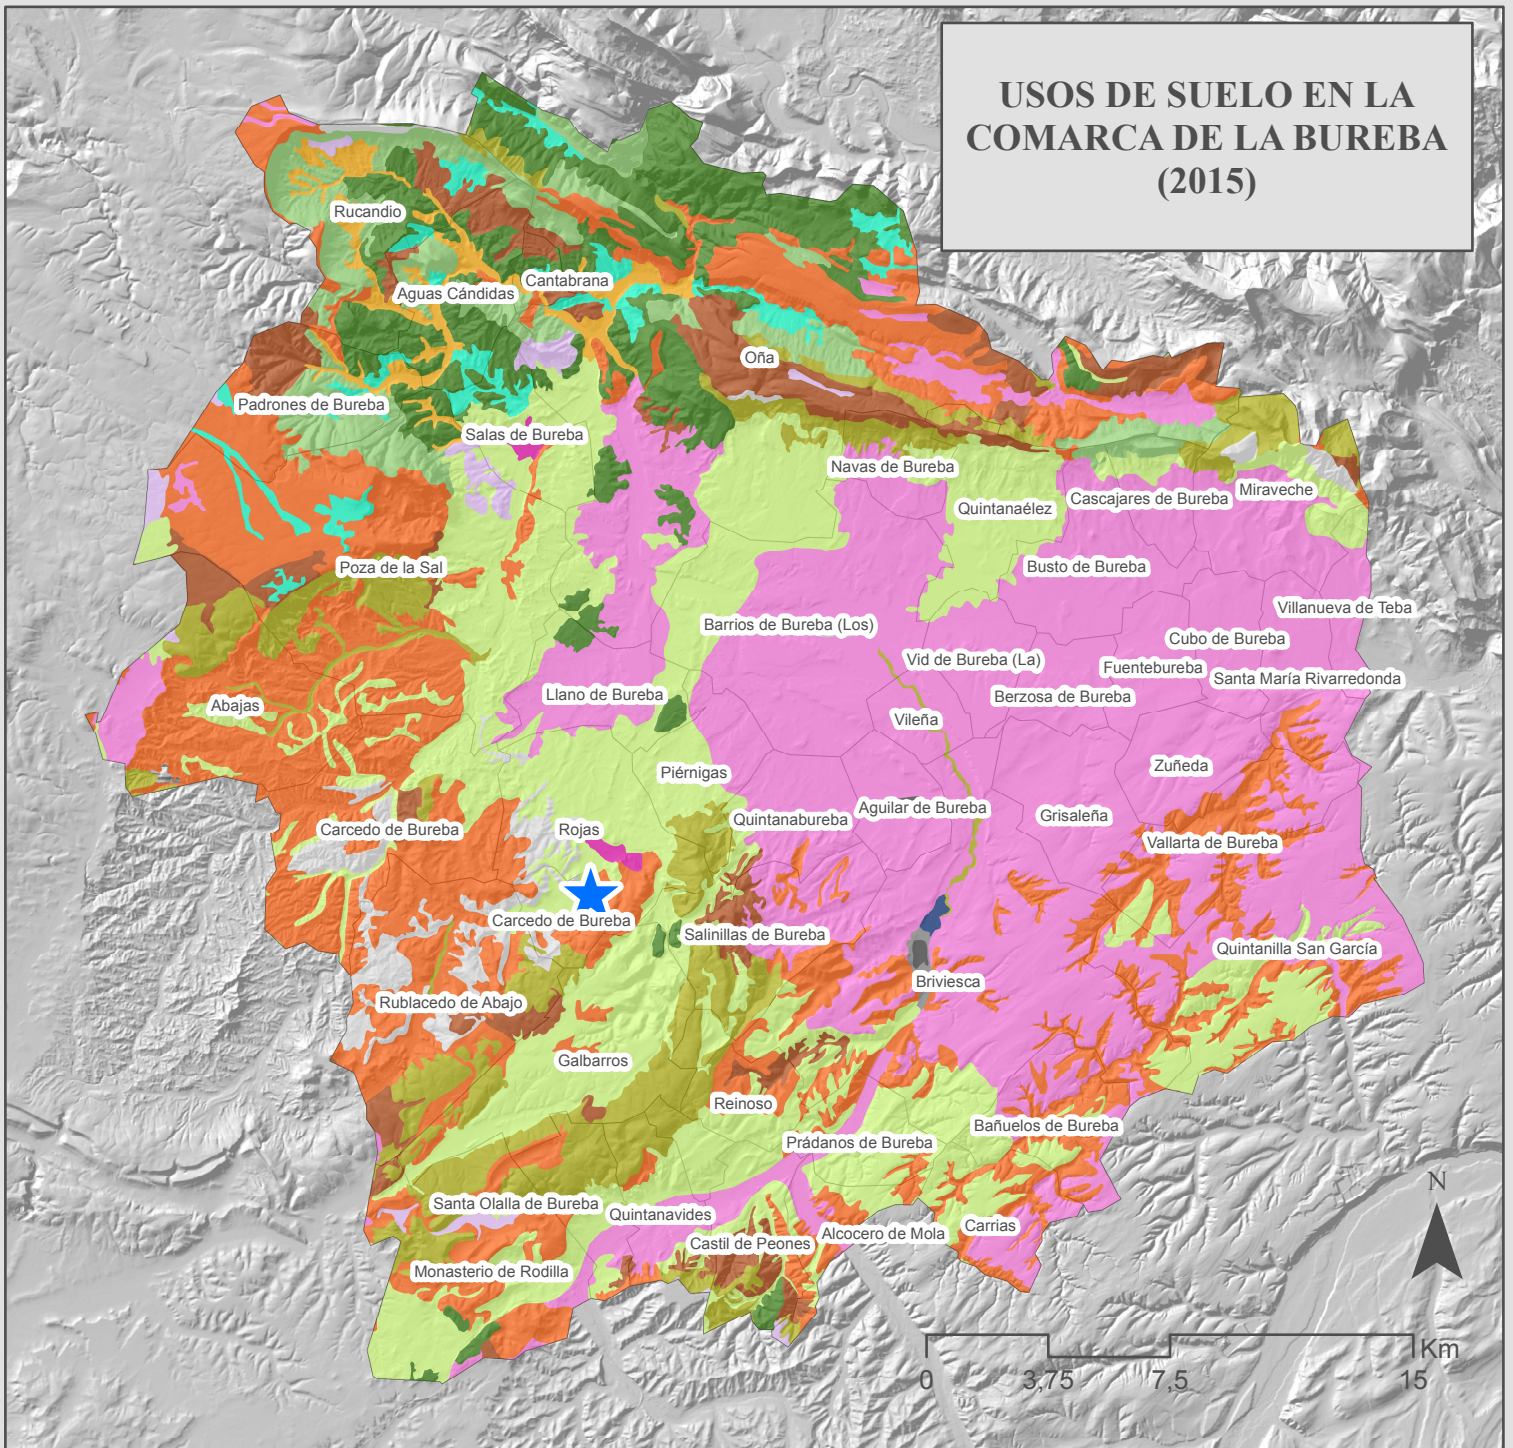 USOS DE SUELO EN LA
COMARCA DE LA BUREBA
(2015)
Rucandio
Cantabrana
Aguas Cándidas
Oña
Padrones de Bureba
Salas de Bureba
Navas de Bureba
Cascajares de Bureba
Miraveche
Quintanaélez
Poza de la Sal
Busto de Bureba
Villanueva de Teba
Barrios de Bureba (Los)
Cubo de Bureba
Vid de Bureba (La)
Fuentebureba
Santa María Rivarredonda
Llano de Bureba
Berzosa de Bureba
Abajas
Vileña
Piérnigas
Zuñeda
Aguilar de Bureba
Quintanabureba
Grisaleña
Carcedo de Bureba
Rojas
Vallarta de Bureba
Carcedo de Bureba
Salinillas de Bureba
Quintanilla San García
Briviesca
Rublacedo de Abajo
Galbarros
Reinoso
Bañuelos de Bureba
Prádanos de Bureba
N
Santa Olalla de Bureba
Quintanavides
Carrias
Alcocero de Mola
Castil de Peones
Monasterio de Rodilla
Km
0 3,75 7,5 15